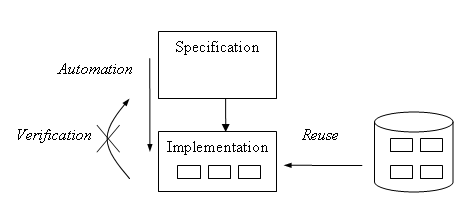 Specification
Automation
Verification
Implementation
Reuse